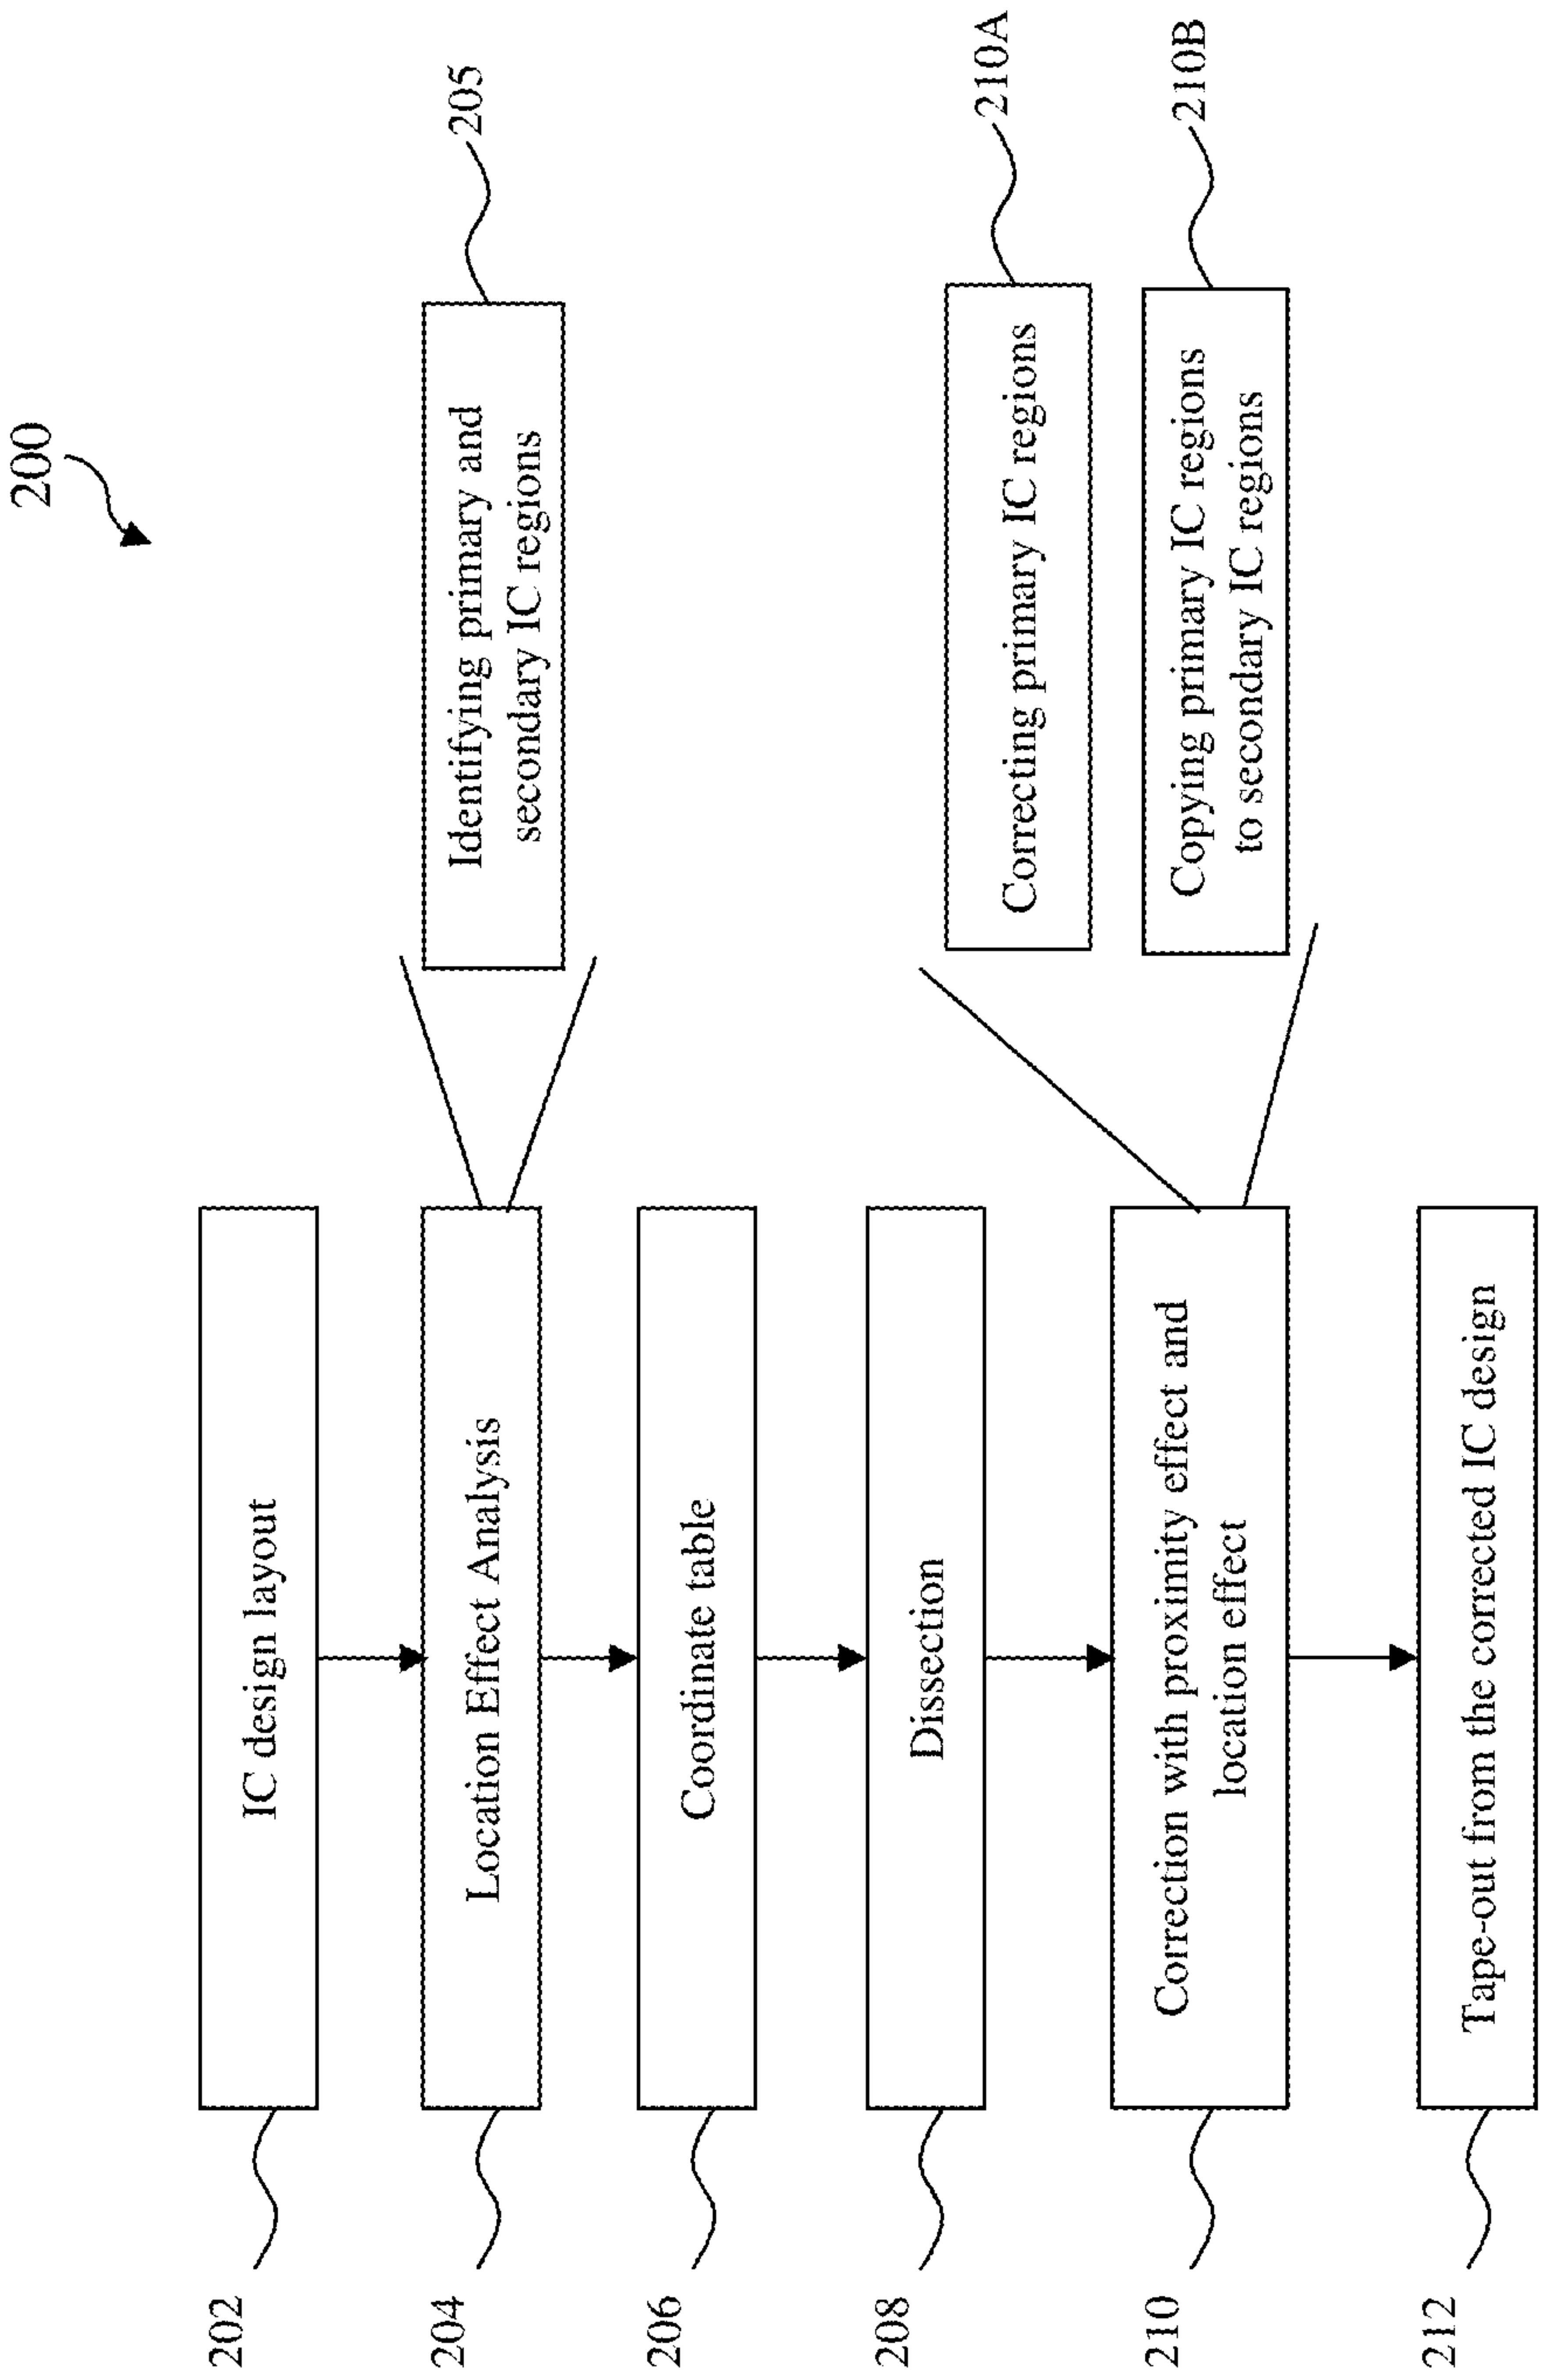 200
202
IC design layout
204
Location Effect Analysis
Identifying primary and
secondary IC regions
205
206
Coordinate table
208
Dissection
210
Correction with proximity effect and
location effect
Correcting primary IC regions
210A
Copying primary IC regions
to secondary IC regions
210B
212
Tape-out from the corrected IC design